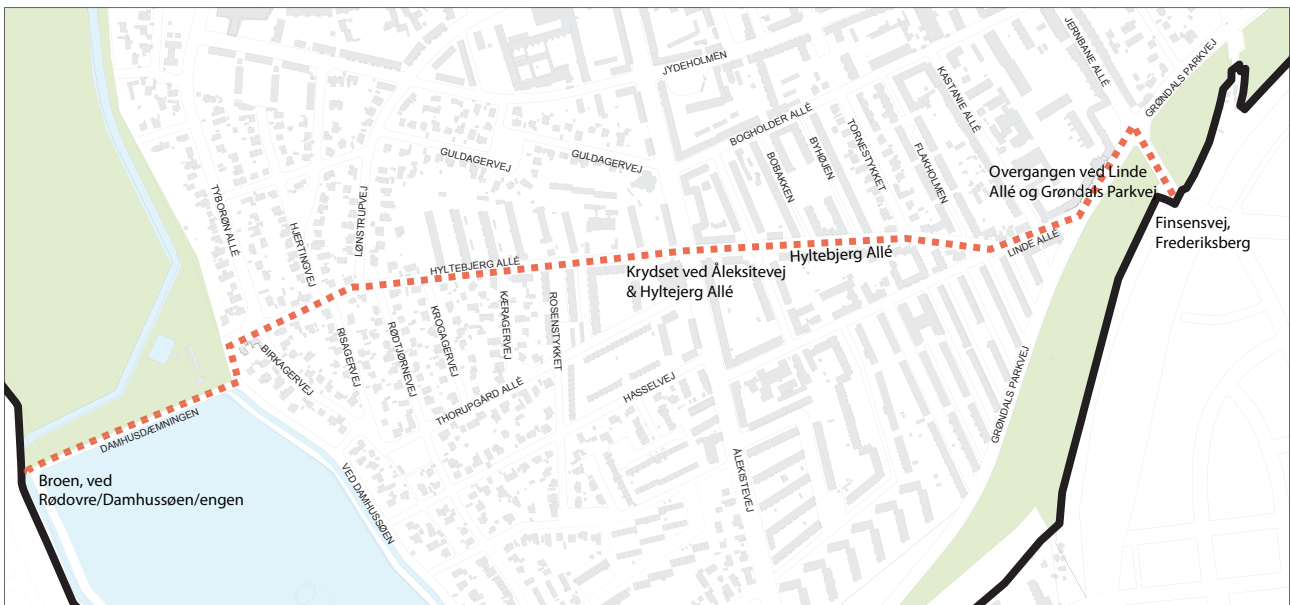 JERNBANE ALLÉ
GRØNDALS PARKVEJ
JYDEHOLMEN
KASTANIE ALLÉ
BOGHOLDER ALLÉ
TORNESTYKKET
BYHØJEN
BOBAKKEN
FLAKHOLMEN
GULDAGERVEJ
GULDAGERVEJ
Overgangen ved Linde
Allé og Grøndals Parkvej
TYBORØN ALLÉ
HJERTINGVEJ
LØNSTRUPVEJ
Finsensvej,
Frederiksberg
LINDE ALLÉ
HYLTEBJERG ALLÉ
Hyltebjerg Allé
Krydset ved Åleksitevej
& Hyltejerg Allé
BIRKAGERVEJ
RISAGERVEJ
RØDTJØRNEVEJ
KROGAGERVEJ
KÆRAGERVEJ
ROSENSTYKKET
THORUPGÅRD ALLÉ
HASSELVEJ
GRØNDALS PARKVEJ
DAMHUSDÆMNINGEN
VED DAMHUSSØEN
ÅLEKISTEVEJ
Broen, ved
Rødovre/Damhussøen/engen